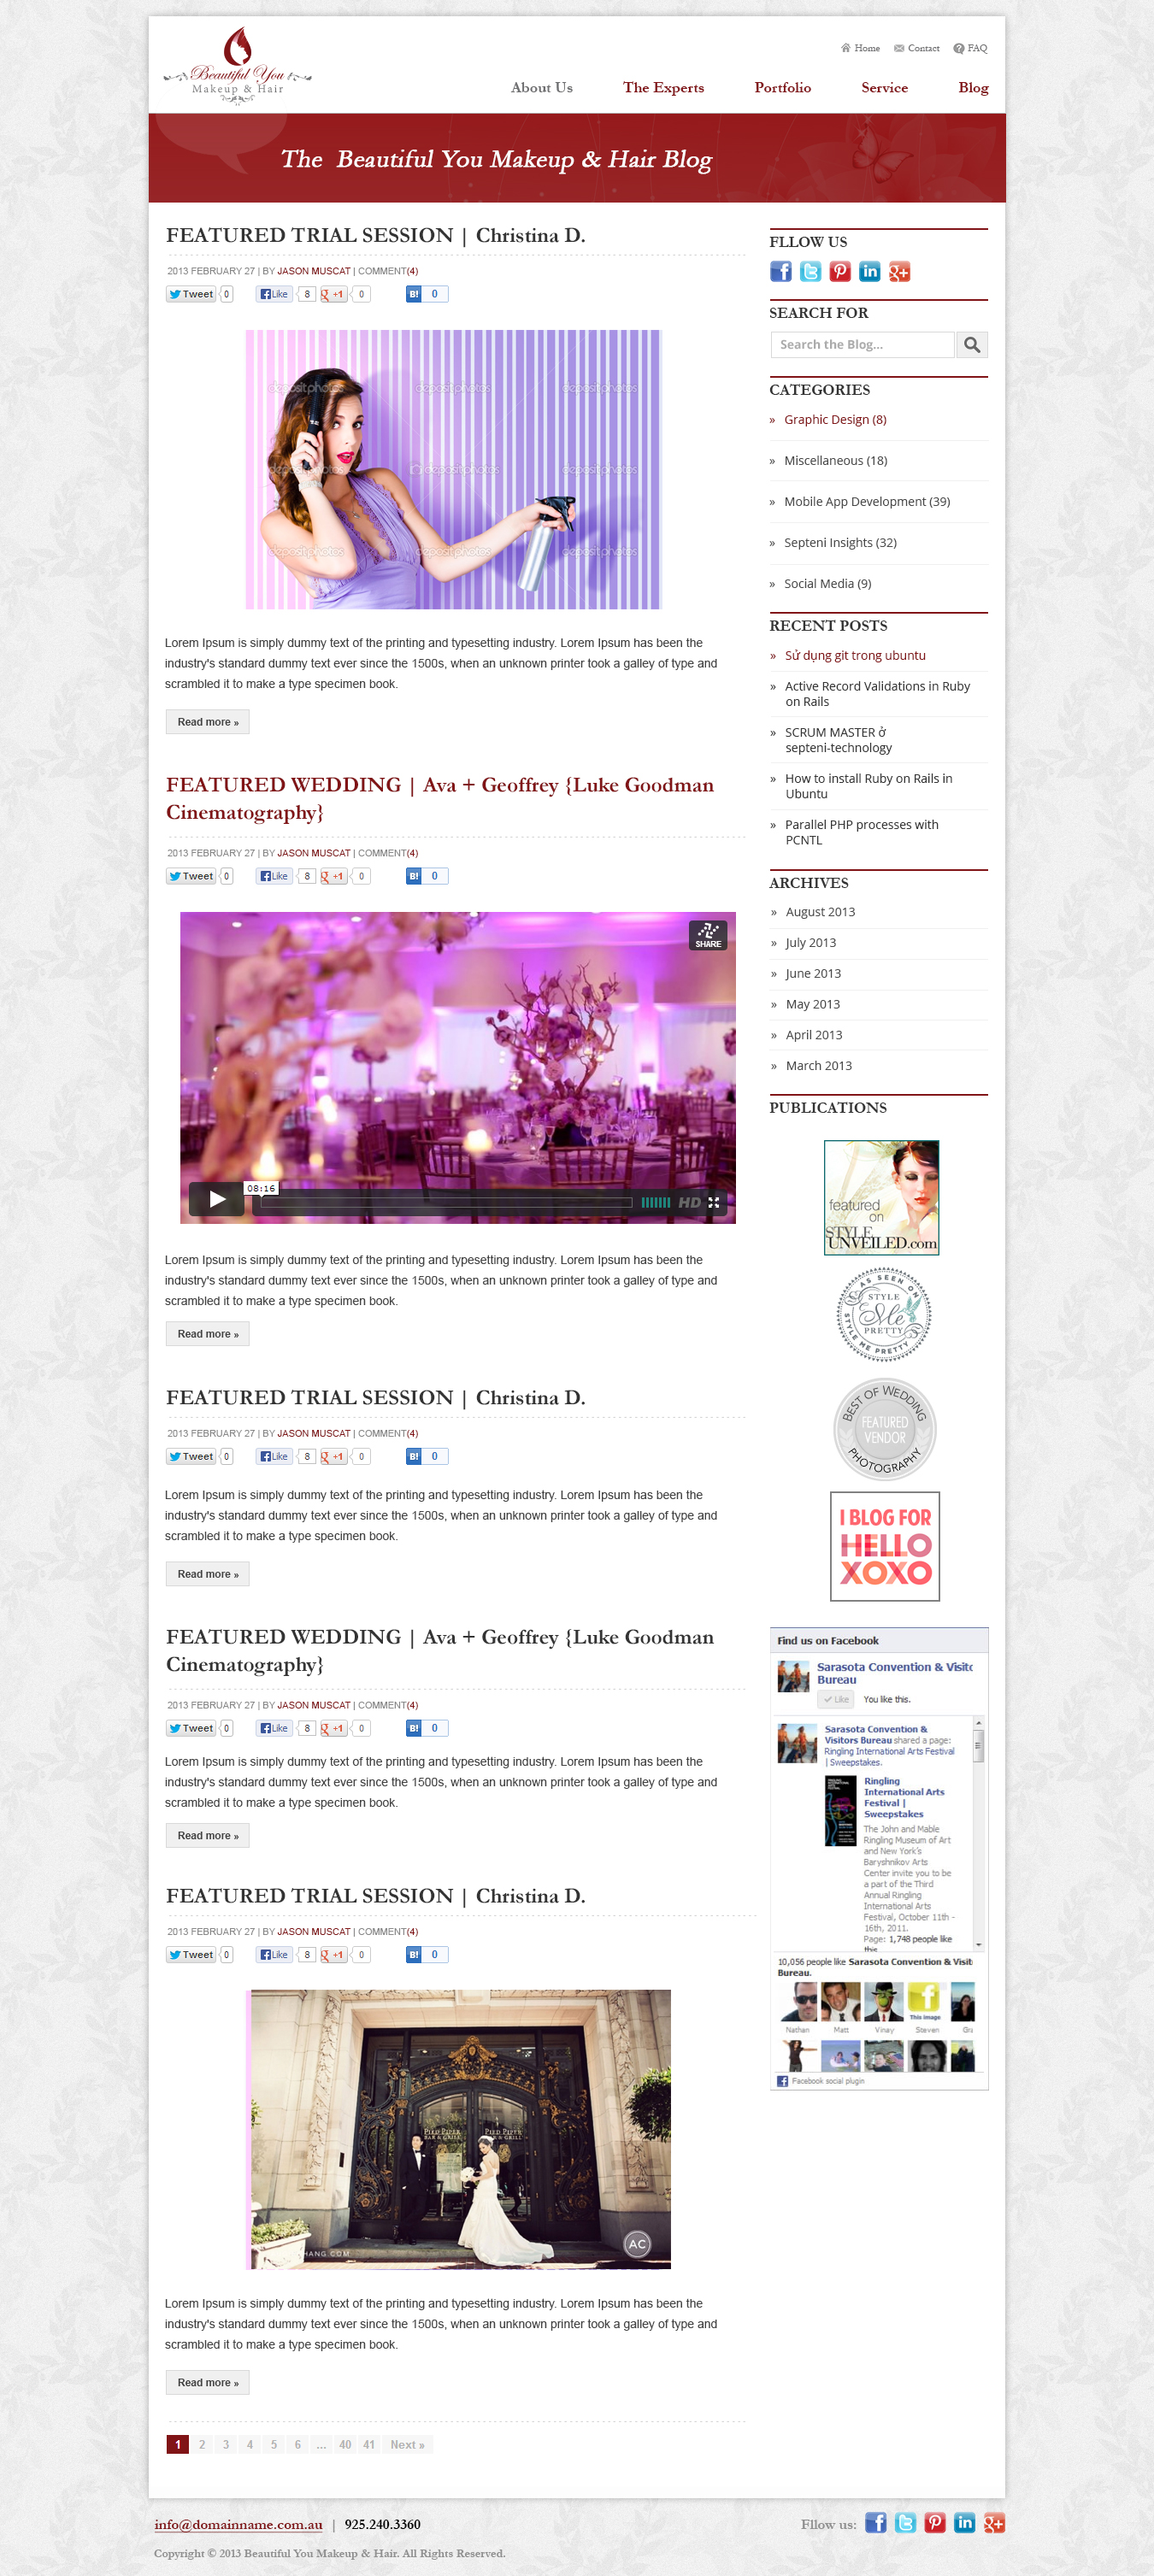 Beautiful You
Makeup & Hair
Home Contact FAQ
About Us The Experts Portfolio Service Blog
The Beautiful You Makeup & Hair Blog
FEATURED TRIAL SESSION | Christina D.
2013 FEBRUARY 27 | BY JASON MUSCAT | COMMENT(4)
Tweet 0 Like 8 +1 0 B! 0
depositphotos depositphotos depositphotos
depositphotos depositphotos depositphotos
depositphotos depositphotos depositphotos
Lorem Ipsum is simply dummy text of the printing and typesetting industry. Lorem Ipsum has been the
industry's standard dummy text ever since the 1500s, when an unknown printer took a galley of type and
scrambled it to make a type specimen book.
Read more »
FEATURED WEDDING | Ava + Geoffrey {Luke Goodman
Cinematography}
2013 FEBRUARY 27 | BY JASON MUSCAT | COMMENT(4)
Tweet 0 Like 8 +1 0 B! 0
SHARE
08:16
HD
Lorem Ipsum is simply dummy text of the printing and typesetting industry. Lorem Ipsum has been the
industry's standard dummy text ever since the 1500s, when an unknown printer took a galley of type and
scrambled it to make a type specimen book.
Read more »
FEATURED TRIAL SESSION | Christina D.
2013 FEBRUARY 27 | BY JASON MUSCAT | COMMENT(4)
Tweet 0 Like 8 +1 0 B! 0
Lorem Ipsum is simply dummy text of the printing and typesetting industry. Lorem Ipsum has been the
industry's standard dummy text ever since the 1500s, when an unknown printer took a galley of type and
scrambled it to make a type specimen book.
Read more »
FEATURED WEDDING | Ava + Geoffrey {Luke Goodman
Cinematography}
2013 FEBRUARY 27 | BY JASON MUSCAT | COMMENT(4)
Tweet 0 Like 8 +1 0 B! 0
Lorem Ipsum is simply dummy text of the printing and typesetting industry. Lorem Ipsum has been the
industry's standard dummy text ever since the 1500s, when an unknown printer took a galley of type and
scrambled it to make a type specimen book.
Read more »
FEATURED TRIAL SESSION | Christina D.
2013 FEBRUARY 27 | BY JASON MUSCAT | COMMENT(4)
Tweet 0 Like 8 +1 0 B! 0
PIED PIPER PIED PIPER
BAR & GRILL BAR & GRILL
HANG.COM
AC
Lorem Ipsum is simply dummy text of the printing and typesetting industry. Lorem Ipsum has been the
industry's standard dummy text ever since the 1500s, when an unknown printer took a galley of type and
scrambled it to make a type specimen book.
Read more »
1 2 3 4 5 6 ... 40 41 Next »
FLLOW US
SEARCH FOR
Search the Blog...
CATEGORIES
» Graphic Design (8)
» Miscellaneous (18)
» Mobile App Development (39)
» Septeni Insights (32)
» Social Media (9)
RECENT POSTS
» Sử dụng git trong ubuntu
» Active Record Validations in Ruby
on Rails
» SCRUM MASTER ở
septeni-technology
» How to install Ruby on Rails in
Ubuntu
» Parallel PHP processes with
PCNTL
ARCHIVES
» August 2013
» July 2013
» June 2013
» May 2013
» April 2013
» March 2013
PUBLICATIONS
featured
on
STYLE
UNVEILED.com
AS SEEN ON
STYLE
Me
PRETTY
STYLE ME PRETTY
BEST OF WEDDING
FEATURED
VENDOR
PHOTOGRAPHY
I BLOG FOR
HELLO
XOXO
Find us on Facebook
Sarasota Convention & Visito
Bureau
Like You like this.
Sarasota Convention &
Visitors Bureau shared a page:
Ringling International Arts Festival
| Sweepstakes.
Ringling
International Arts
Festival |
Sweepstakes
The John and Mable
Ringling Museum of Art
and New York's
Baryshnikov Arts
Center invite you to be
a part of the Third
Annual Ringling
International Arts
Festival, October 11th -
16th, 2011.
Page: 1,748 people like
this
10,056 people like Sarasota Convention & Visit
Bureau.
This image
Nathan Matt Vinay Steven Gr
Facebook social plugin
info@domainname.com.au | 925.240.3360
Fllow us:
Copyright © 2013 Beautiful You Makeup & Hair. All Rights Reserved.